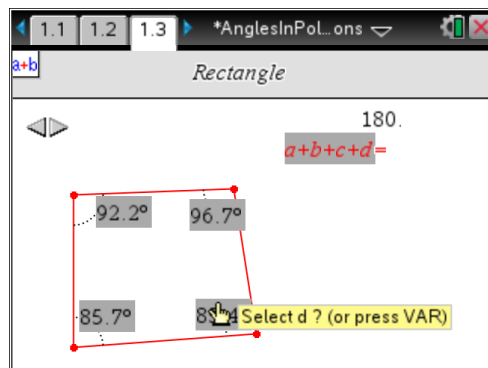 1.1 1.2 1.3 *AnglesInPol...ons
a+b
Rectangle
180.
a+b+c+d=
92.2° 96.7°
85.7°
Select d ? (or press VAR)